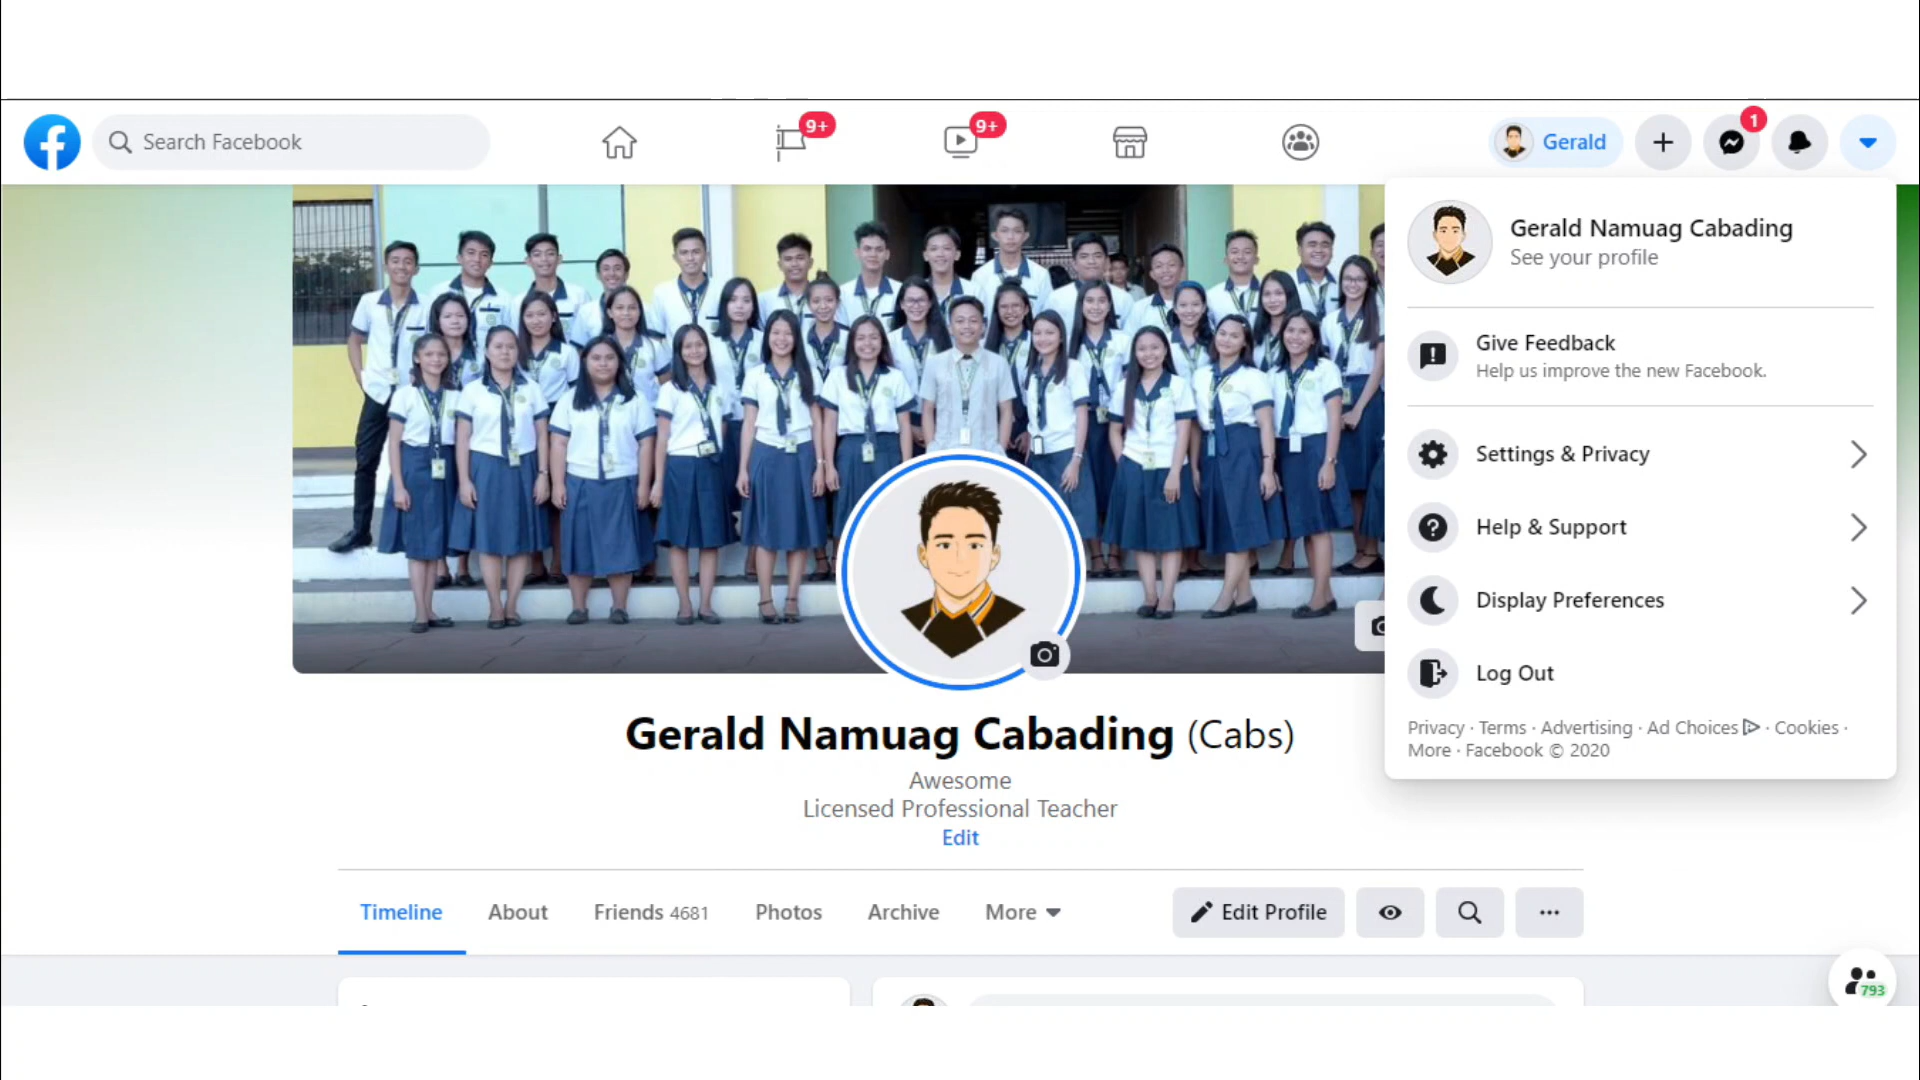 Search Facebook
9+
9+
Gerald
1
Gerald Namuag Cabading
See your profile
Give Feedback
Help us improve the new Facebook.
Settings & Privacy
Help & Support
Display Preferences
Log Out
Privacy · Terms · Advertising · Ad Choices · Cookies ·
More · Facebook © 2020
Gerald Namuag Cabading (Cabs)
Awesome
Licensed Professional Teacher
Edit
Timeline
About
Friends 4681
Photos
Archive
More
Edit Profile
793